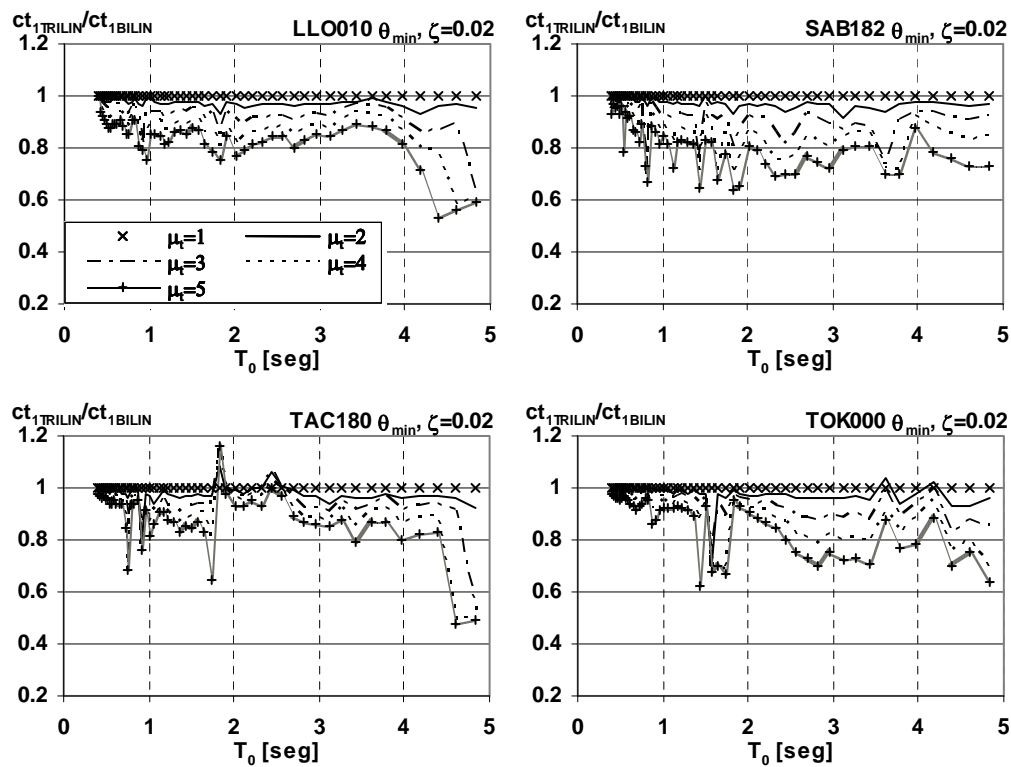 ct₁TRILIN/ct₁BILIN LLO010 θmin, ζ=0.02
1.2
1
0.8
0.6
0.4
0.2
μt=1 μt=2
μt=3 μt=4
μt=5
0 1 2 3 4 5
T₀ [seg]
ct₁TRILIN/ct₁BILIN SAB182 θmin, ζ=0.02
1.2
1
0.8
0.6
0.4
0.2
0 1 2 3 4 5
T₀ [seg]
ct₁TRILIN/ct₁BILIN TAC180 θmin, ζ=0.02
1.2
1
0.8
0.6
0.4
0.2
0 1 2 3 4 5
T₀ [seg]
ct₁TRILIN/ct₁BILIN TOK000 θmin, ζ=0.02
1.2
1
0.8
0.6
0.4
0.2
0 1 2 3 4 5
T₀ [seg]